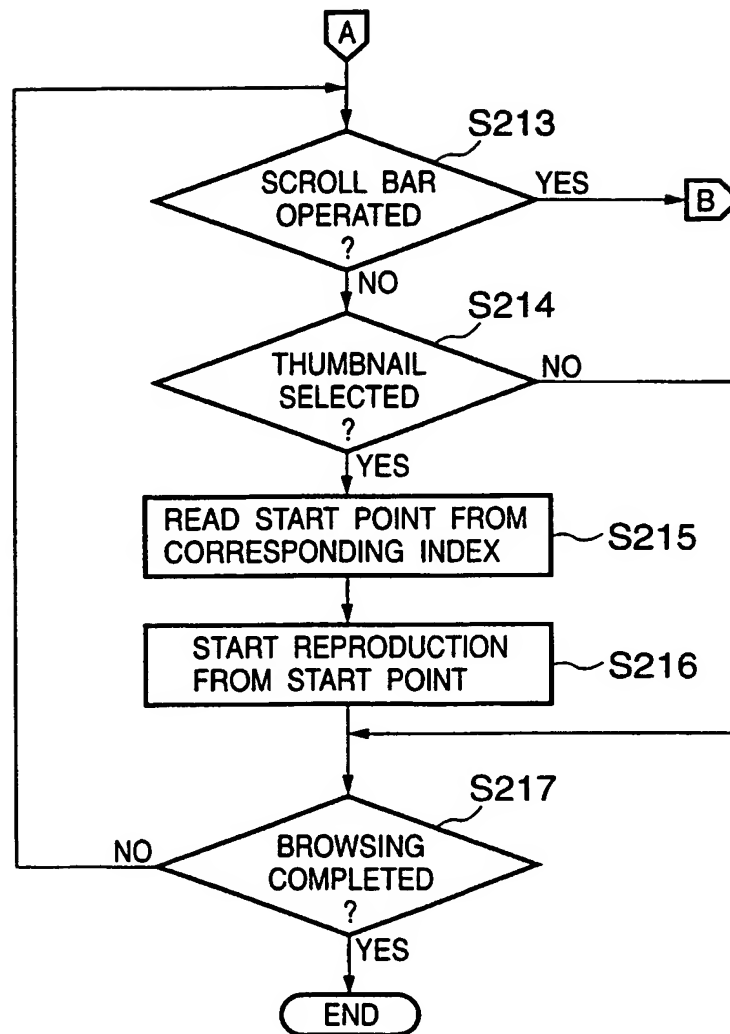 A
S213
SCROLL BAR
OPERATED
?
YES
B
NO
S214
THUMBNAIL
SELECTED
?
NO
YES
READ START POINT FROM
CORRESPONDING INDEX
S215
START REPRODUCTION
FROM START POINT
S216
S217
NO
BROWSING
COMPLETED
?
YES
END